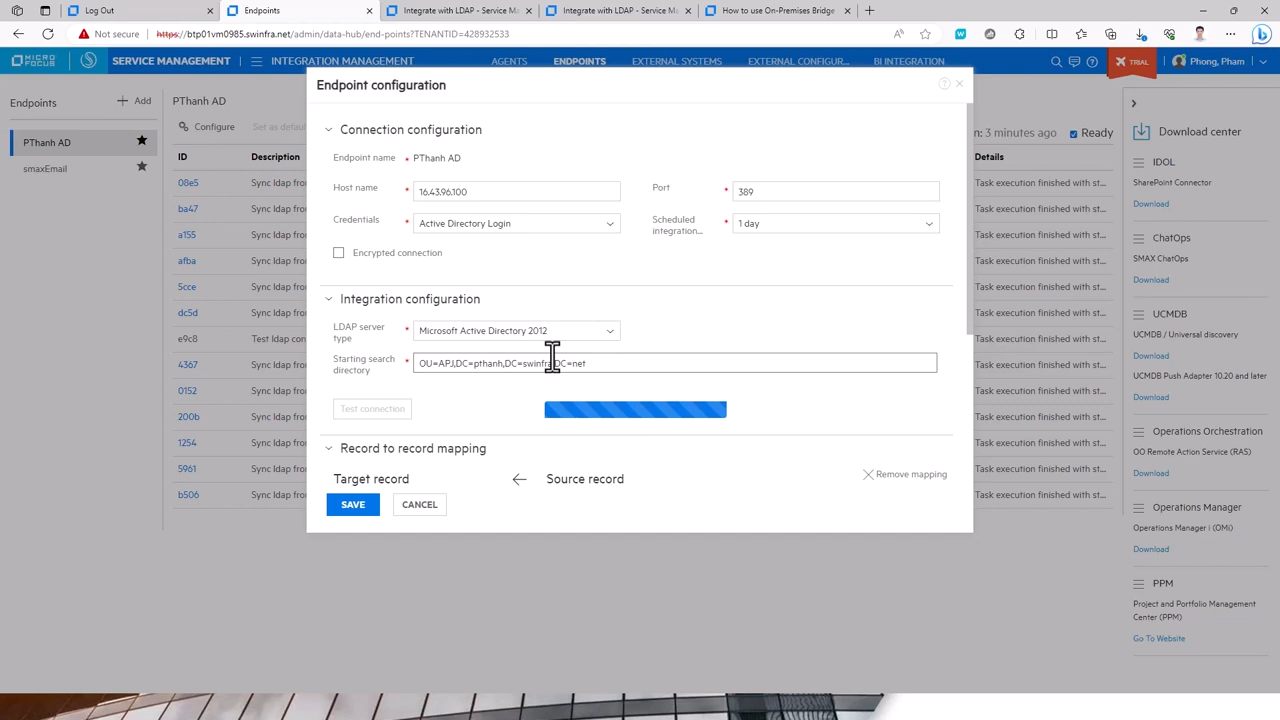 Log Out
Endpoints
Integrate with LDAP - Service Ma
Integrate with LDAP - Service Ma
How to use On-Premises Bridge
Not secure
https://btp01vm0985.swinfra.net/admin/data-hub/end-points?TENANTID=428932533
MICRO FOCUS
SERVICE MANAGEMENT
INTEGRATION MANAGEMENT
AGENTS
ENDPOINTS
EXTERNAL SYSTEMS
EXTERNAL CONFIGUR...
BI INTEGRATION
TRIAL
Phong, Pham
Endpoints
Add
PThanh AD
smaxEmail
PThanh AD
Configure
Set as default
n: 3 minutes ago
Ready
ID
Description
Details
08e5
Sync ldap fro
Task execution finished with st...
ba47
Sync ldap fro
Task execution finished with st...
a155
Sync ldap fro
Task execution finished with st...
afba
Sync ldap fro
Task execution finished with st...
5cce
Sync ldap fro
Task execution finished with st...
dc5d
Sync ldap fro
Task execution finished with st...
e9c8
Test ldap con
Task execution finished with st...
4367
Sync ldap fro
Task execution finished with st...
0152
Sync ldap fro
Task execution finished with st...
200b
Sync ldap fro
Task execution finished with st...
1254
Sync ldap fro
Task execution finished with st...
5961
Sync ldap fro
Task execution finished with st...
b506
Sync ldap fro
Task execution finished with st...
Endpoint configuration
Connection configuration
Endpoint name
* PThanh AD
Host name
* 16.43.96.100
Port
* 389
Credentials
* Active Directory Login
Scheduled
integration...
* 1 day
Encrypted connection
Integration configuration
LDAP server
type
* Microsoft Active Directory 2012
Starting search
directory
* OU=APJ,DC=pthanh,DC=swinfra,DC=net
Test connection
Record to record mapping
Remove mapping
Target record
Source record
SAVE
CANCEL
Download center
IDOL
SharePoint Connector
Download
ChatOps
SMAX ChatOps
Download
UCMDB
UCMDB / Universal discovery
Download
UCMDB Push Adapter 10.20 and later
Download
Operations Orchestration
OO Remote Action Service (RAS)
Download
Operations Manager
Operations Manager i (OMi)
Download
PPM
Project and Portfolio Management
Center (PPM)
Go To Website